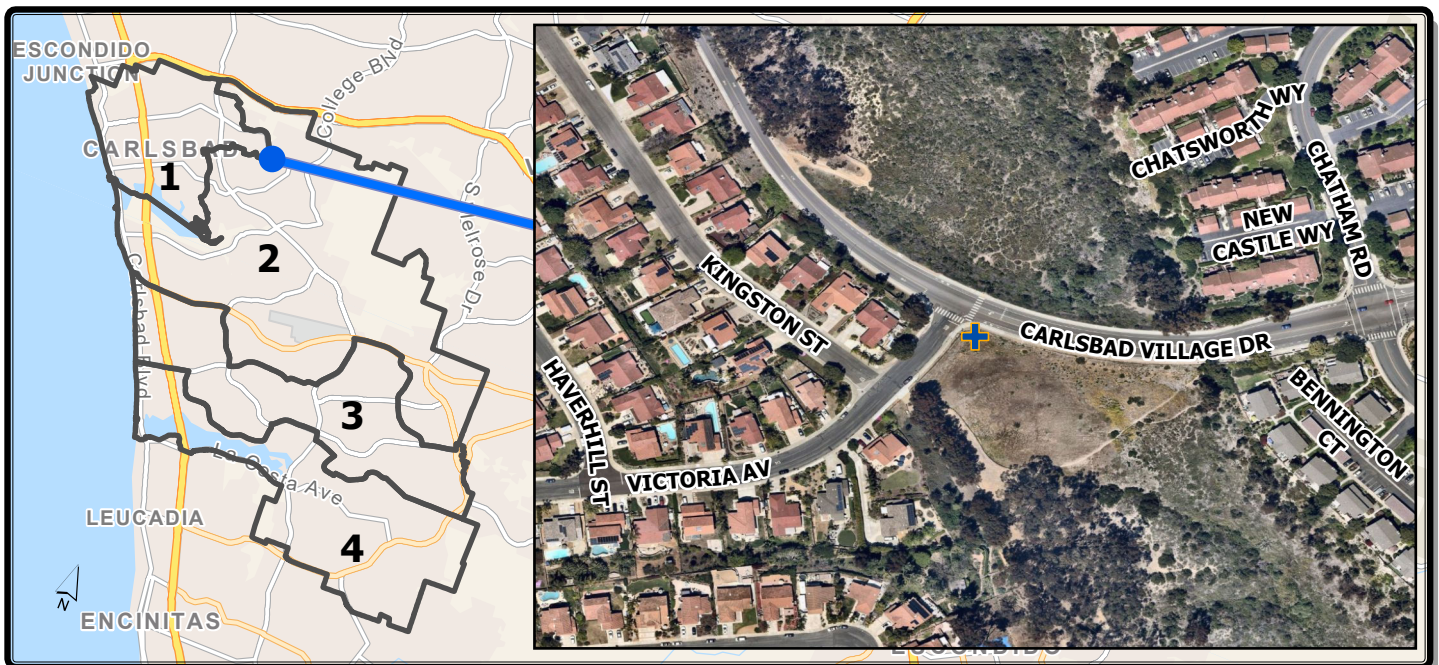 ESCONDIDO
JUNCTION
College Blvd
CARLSBAD
1
2
S Melrose Dr
Carlsbad Blvd
3
La Costa Ave
LEUCADIA
4
N
ENCINITAS
CHATSWORTH WY
CHATHAM RD
NEW
CASTLE WY
KINGSTON ST
CARLSBAD VILLAGE DR
HAVERHILL ST
BENNINGTON
CT
VICTORIA AV